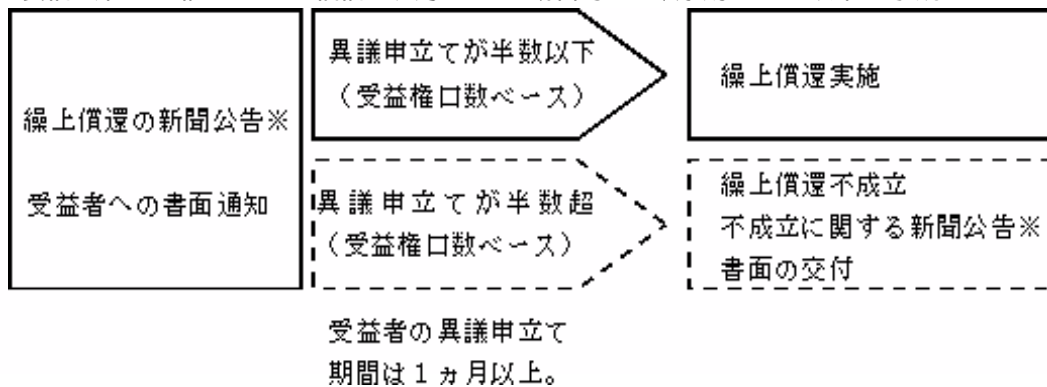 繰上償還の新聞公告※
受益者への書面通知
異議申立てが半数以下
（受益権口数ベース）
繰上償還実施
異議申立てが半数超
（受益権口数ベース）
繰上償還不成立
不成立に関する新聞公告※
書面の交付
受益者の異議申立て
期間は１ヵ月以上。